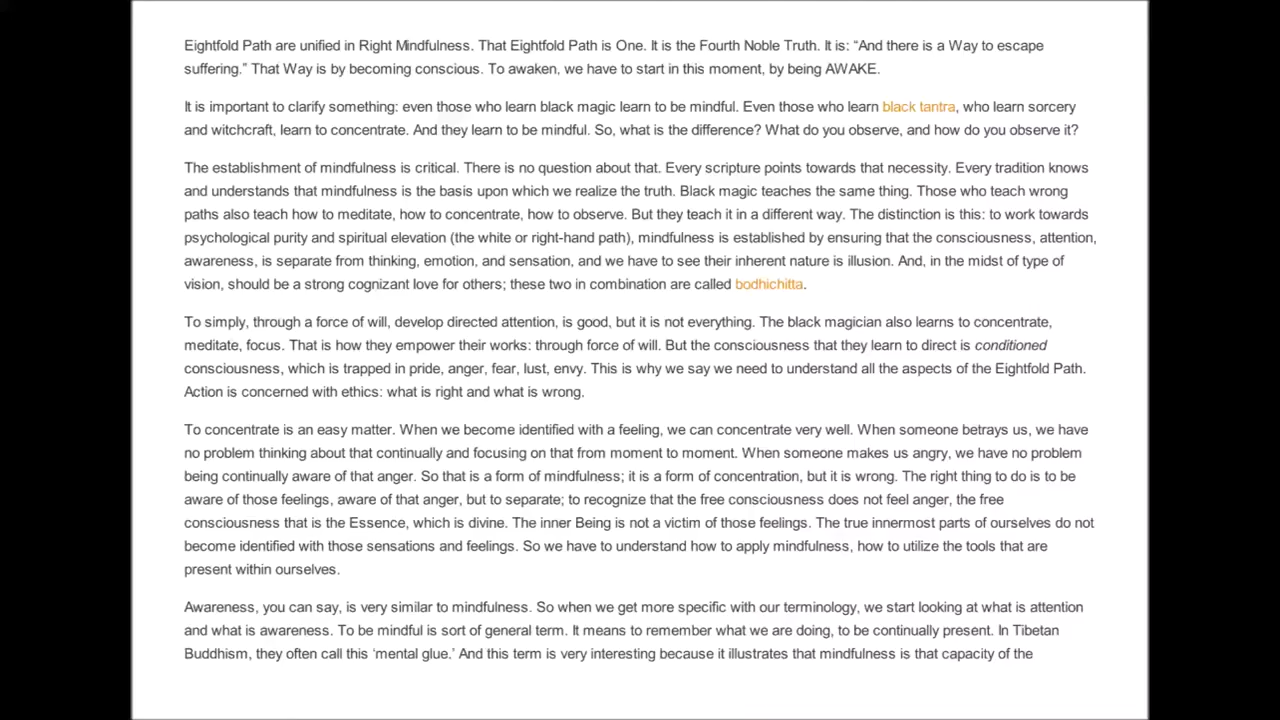 Eightfold Path are unified in Right Mindfulness. That Eightfold Path is One. It is the Fourth Noble Truth. It is: “And there is a Way to escape
suffering.” That Way is by becoming conscious. To awaken, we have to start in this moment, by being AWAKE.
It is important to clarify something: even those who learn black magic learn to be mindful. Even those who learn black tantra, who learn sorcery
and witchcraft, learn to concentrate. And they learn to be mindful. So, what is the difference? What do you observe, and how do you observe it?
The establishment of mindfulness is critical. There is no question about that. Every scripture points towards that necessity. Every tradition knows
and understands that mindfulness is the basis upon which we realize the truth. Black magic teaches the same thing. Those who teach wrong
paths also teach how to meditate, how to concentrate, how to observe. But they teach it in a different way. The distinction is this: to work towards
psychological purity and spiritual elevation (the white or right-hand path), mindfulness is established by ensuring that the consciousness, attention,
awareness, is separate from thinking, emotion, and sensation, and we have to see their inherent nature is illusion. And, in the midst of type of
vision, should be a strong cognizant love for others; these two in combination are called bodhichitta.
To simply, through a force of will, develop directed attention, is good, but it is not everything. The black magician also learns to concentrate,
meditate, focus. That is how they empower their works: through force of will. But the consciousness that they learn to direct is conditioned
consciousness, which is trapped in pride, anger, fear, lust, envy. This is why we say we need to understand all the aspects of the Eightfold Path.
Action is concerned with ethics: what is right and what is wrong.
To concentrate is an easy matter. When we become identified with a feeling, we can concentrate very well. When someone betrays us, we have
no problem thinking about that continually and focusing on that from moment to moment. When someone makes us angry, we have no problem
being continually aware of that anger. So that is a form of mindfulness; it is a form of concentration, but it is wrong. The right thing to do is to be
aware of those feelings, aware of that anger, but to separate; to recognize that the free consciousness does not feel anger, the free
consciousness that is the Essence, which is divine. The inner Being is not a victim of those feelings. The true innermost parts of ourselves do not
become identified with those sensations and feelings. So we have to understand how to apply mindfulness, how to utilize the tools that are
present within ourselves.
Awareness, you can say, is very similar to mindfulness. So when we get more specific with our terminology, we start looking at what is attention
and what is awareness. To be mindful is sort of general term. It means to remember what we are doing, to be continually present. In Tibetan
Buddhism, they often call this ‘mental glue.’ And this term is very interesting because it illustrates that mindfulness is that capacity of the